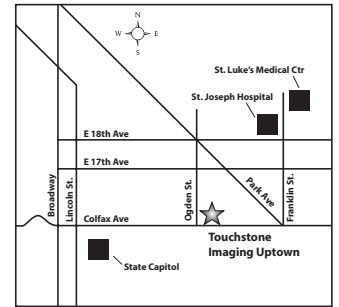 N
W E
S
St. Luke's Medical Ctr
St. Joseph Hospital
E 18th Ave
E 17th Ave
Broadway
Lincoln St.
Ogden St.
Park Ave
Franklin St.
Colfax Ave
Touchstone
Imaging Uptown
State Capitol